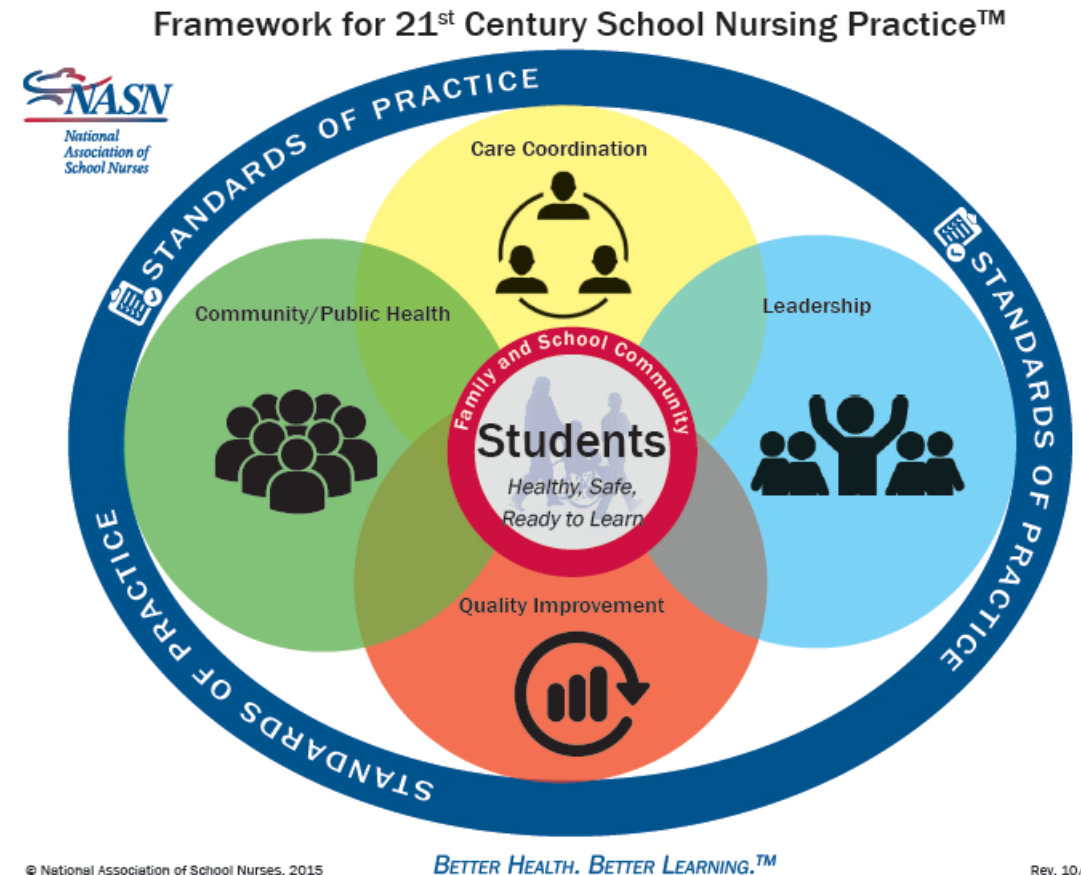 Framework for 21st Century School Nursing Practice™
NASN
National
Association of
School Nurses
STANDARDS OF PRACTICE
STANDARDS OF PRACTICE
STANDARDS OF PRACTICE
Care Coordination
Community/Public Health
Leadership
Family and School Community
Students
Healthy, Safe,
Ready to Learn
Quality Improvement
© National Association of School Nurses, 2015
BETTER HEALTH. BETTER LEARNING.™
Rev. 10/